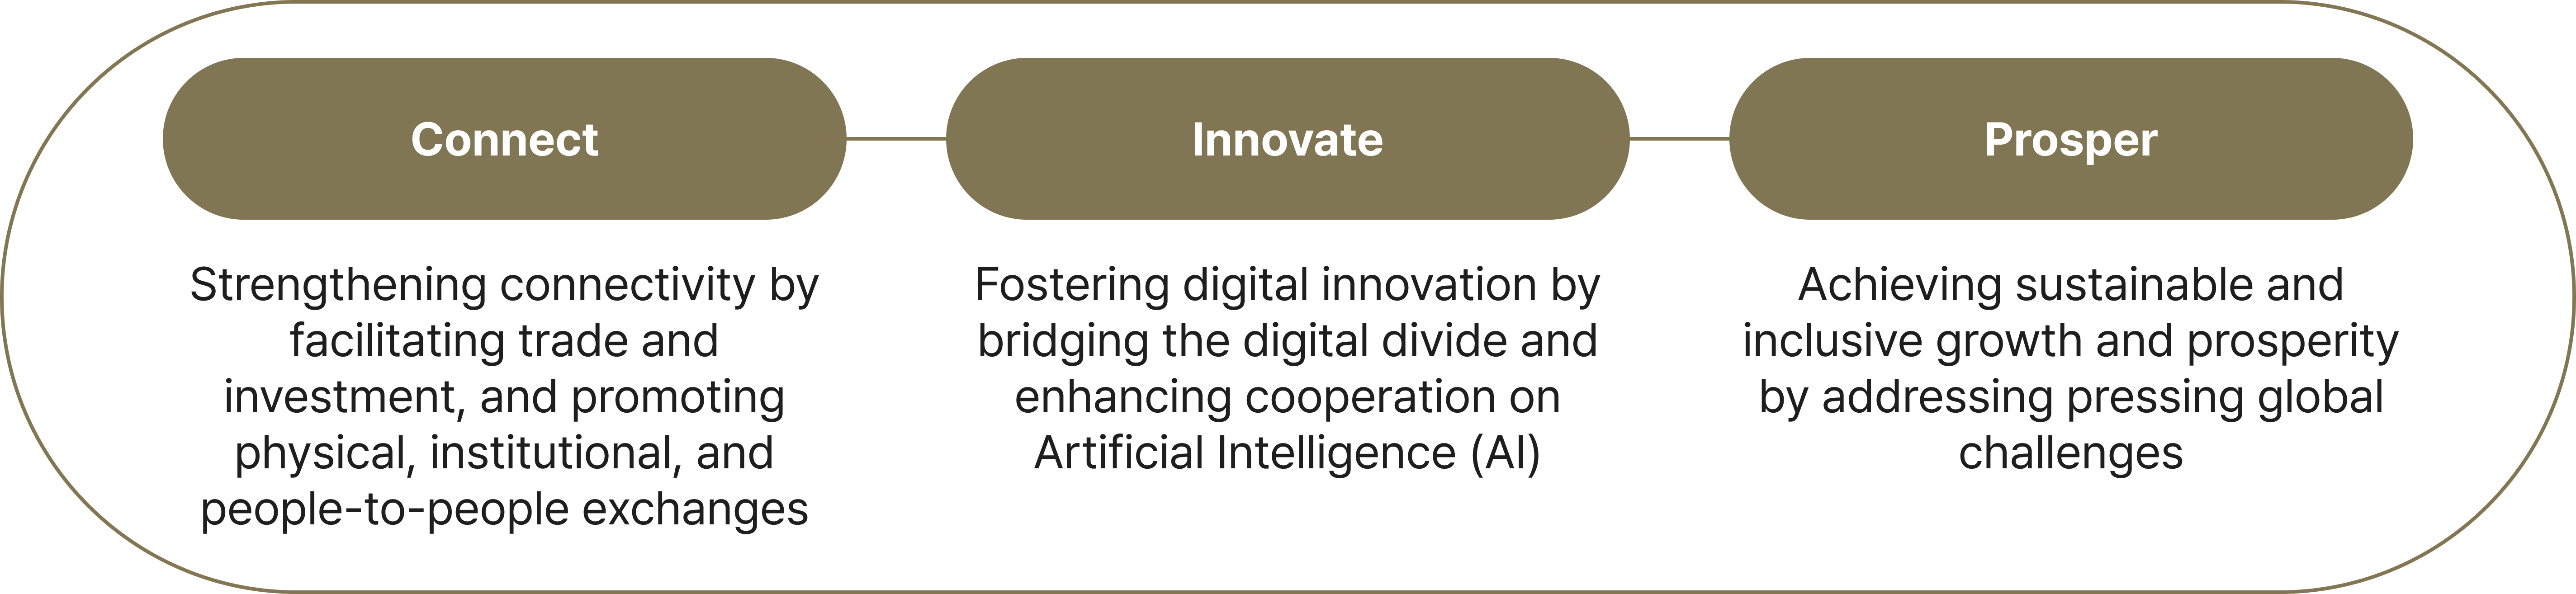 Connect
Strengthening connectivity by
facilitating trade and
investment, and promoting
physical, institutional, and
people-to-people exchanges
Innovate
Fostering digital innovation by
bridging the digital divide and
enhancing cooperation on
Artificial Intelligence (AI)
Prosper
Achieving sustainable and
inclusive growth and prosperity
by addressing pressing global
challenges